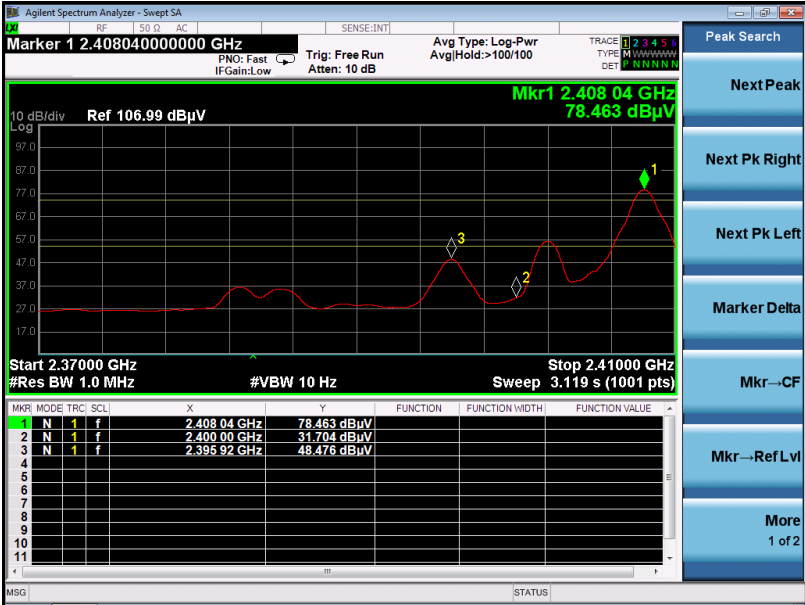 Agilent Spectrum Analyzer - Swept SA
LXI RF 50 Ω AC SENSE:INT
Marker 1 2.408040000000 GHz
PNO: Fast
IFGain:Low
Trig: Free Run
Atten: 10 dB
Avg Type: Log-Pwr
Avg|Hold:>100/100
TRACE 1 2 3 4 5 6
TYPE M WWWWW
DET P N N N N N
Peak Search
Next Peak
Next Pk Right
Next Pk Left
Marker Delta
Mkr→CF
Mkr→Ref Lvl
More
1 of 2
Mkr1 2.408 04 GHz
78.463 dBµV
10 dB/div Ref 106.99 dBµV
Log
97.0
87.0
77.0
67.0
57.0
47.0
37.0
27.0
17.0
1
3
2
Start 2.37000 GHz Stop 2.41000 GHz
#Res BW 1.0 MHz #VBW 10 Hz Sweep 3.119 s (1001 pts)
MKR MODE TRC SCL X Y FUNCTION FUNCTION WIDTH FUNCTION VALUE
1 N 1 f 2.408 04 GHz 78.463 dBµV
2 N 1 f 2.400 00 GHz 31.704 dBµV
3 N 1 f 2.395 92 GHz 48.476 dBµV
4
5
6
7
8
9
10
11
MSG STATUS